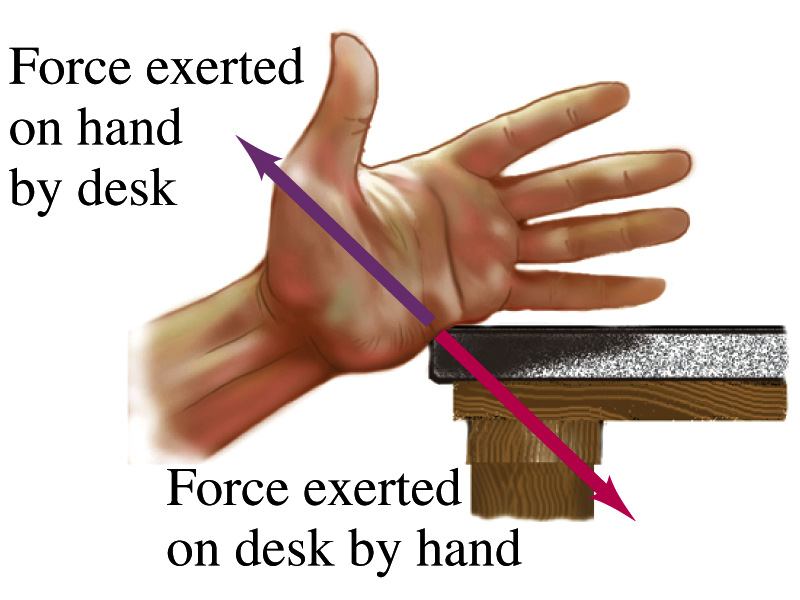 Force exerted
on hand
by desk
Force exerted
on desk by hand